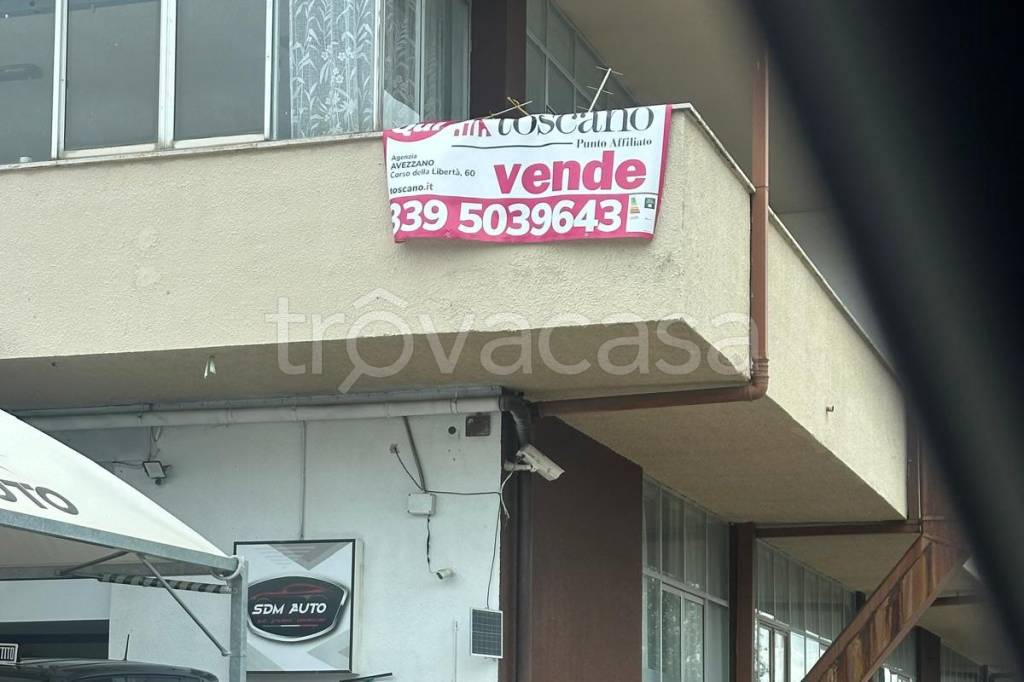 toscano
Punto Affiliato
Agenzia
AVEZZANO
Corso della Libertà, 60
toscano.it
vende
339 5039643
trovacasa
SDM AUTO